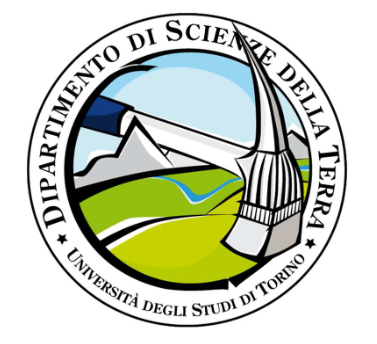 DIPARTIMENTO DI SCIENZE DELLA TERRA
UNIVERSITÀ DEGLI STUDI DI TORINO